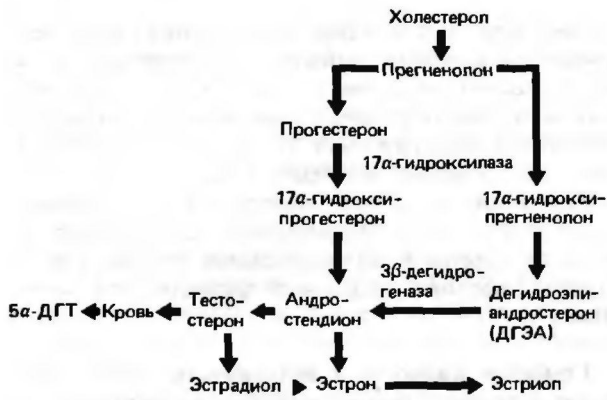 Холестерол
Прегненолон
Прогестерон
17α-гидроксилаза
17α-гидрокси-
прогестерон
17α-гидрокси-
прегненолон
3β-дегидро-
геназа
5α-ДГТ
Кровь
Тесто-
стерон
Андро-
стендион
Дегидроэпи-
андростерон
(ДГЭА)
Эстрадиол
Эстрон
Эстриоп